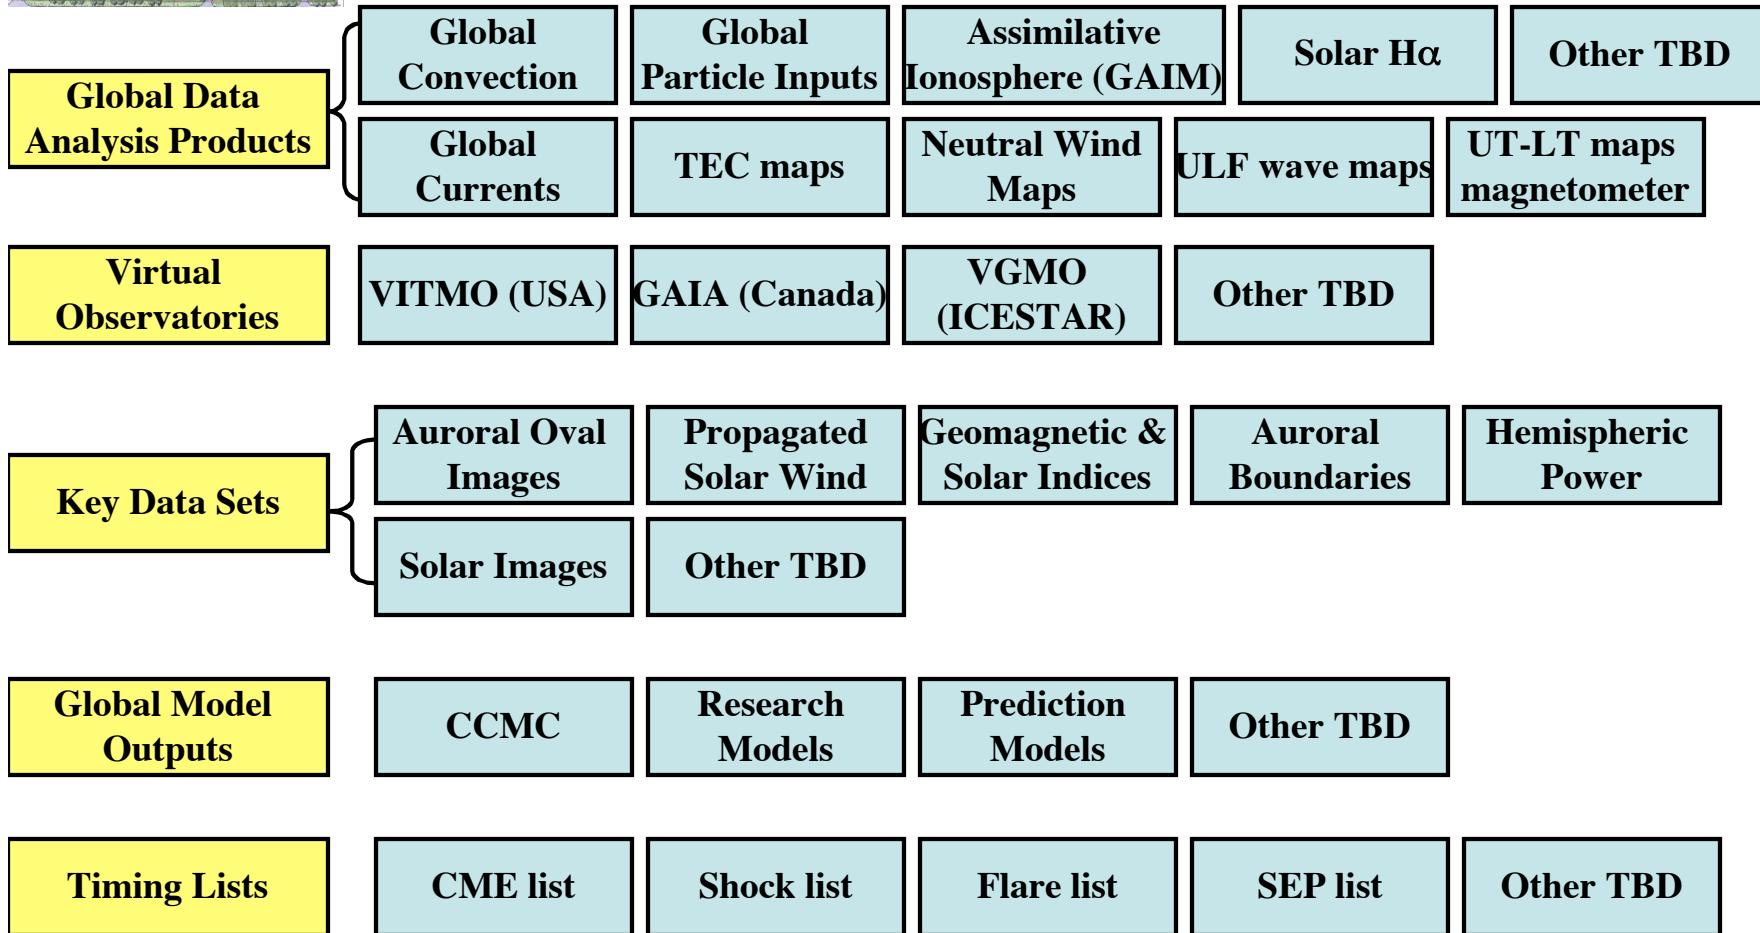 Global Data
Analysis Products
Global
Convection
Global
Particle Inputs
Assimilative
Ionosphere (GAIM)
Solar Hα
Other TBD
Global
Currents
TEC maps
Neutral Wind
Maps
ULF wave maps
UT-LT maps
magnetometer
Virtual
Observatories
VITMO (USA)
GAIA (Canada)
VGMO
(ICESTAR)
Other TBD
Key Data Sets
Auroral Oval
Images
Propagated
Solar Wind
Geomagnetic &
Solar Indices
Auroral
Boundaries
Hemispheric
Power
Solar Images
Other TBD
Global Model
Outputs
CCMC
Research
Models
Prediction
Models
Other TBD
Timing Lists
CME list
Shock list
Flare list
SEP list
Other TBD